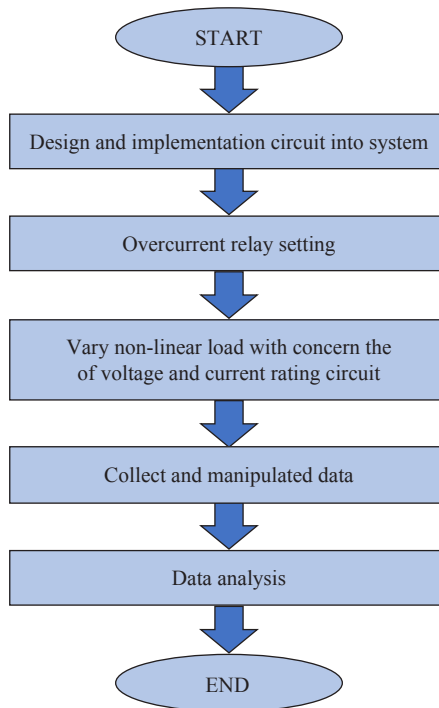 START
Design and implementation circuit into system
Overcurrent relay setting
Vary non-linear load with concern the
of voltage and current rating circuit
Collect and manipulated data
Data analysis
END